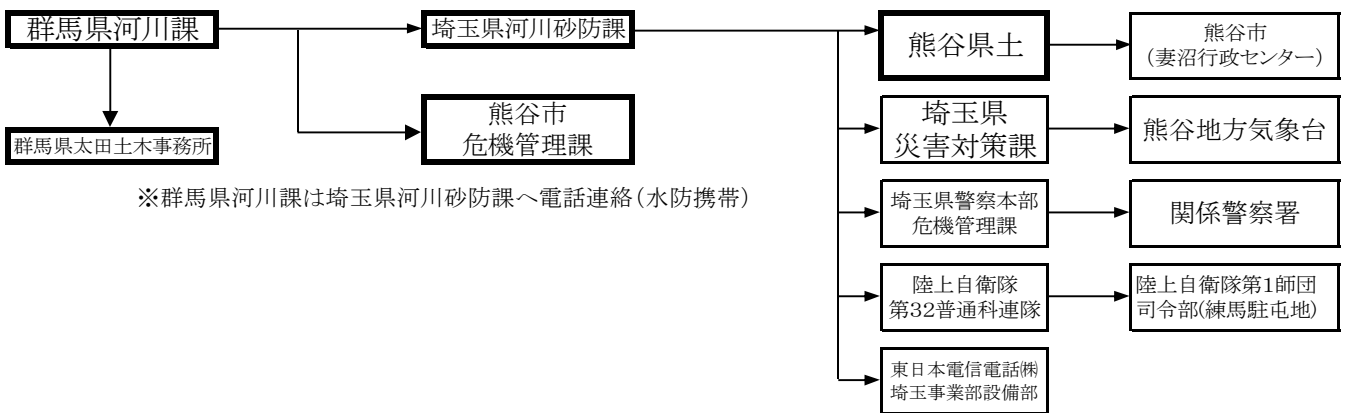 群馬県河川課
埼玉県河川砂防課
熊谷県土
熊谷市
(妻沼行政センター)
群馬県太田土木事務所
熊谷市
危機管理課
埼玉県
災害対策課
熊谷地方気象台
※群馬県河川課は埼玉県河川砂防課へ電話連絡(水防携帯)
埼玉県警察本部
危機管理課
関係警察署
陸上自衛隊
第32普通科連隊
陸上自衛隊第1師団
司令部(練馬駐屯地)
東日本電信電話㈱
埼玉事業部設備部